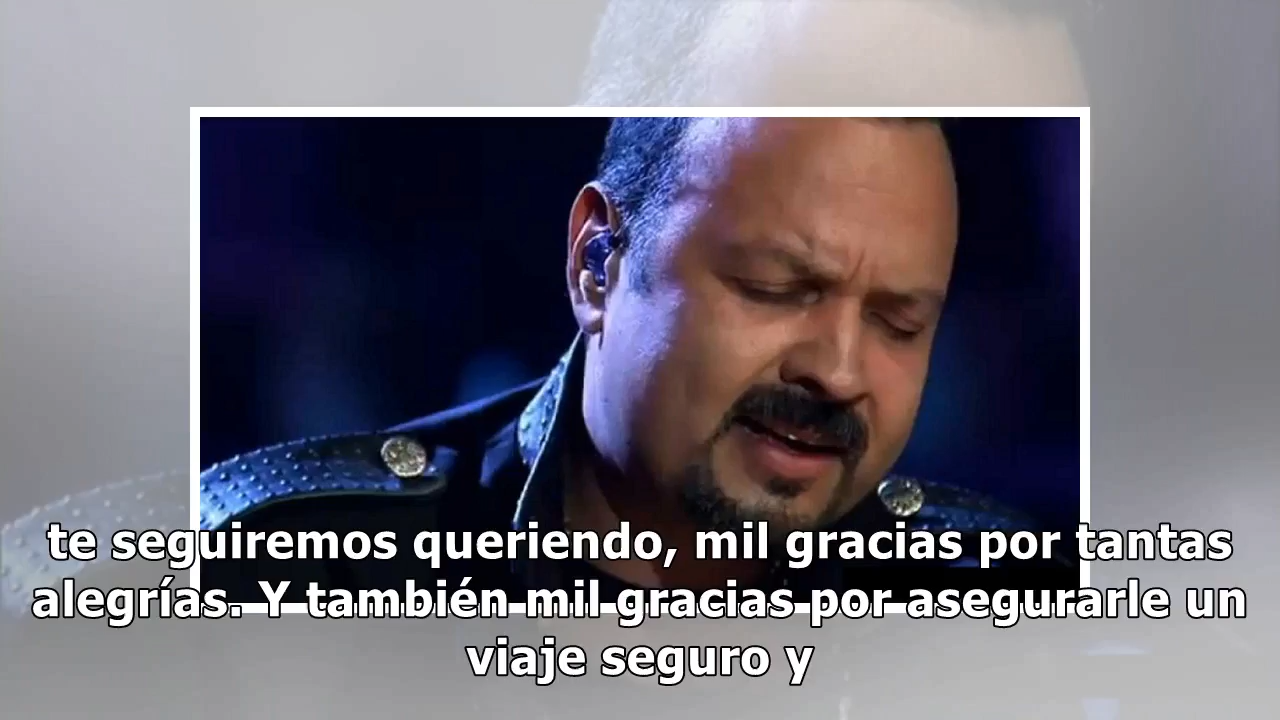 te seguiremos queriendo, mil gracias por tantas
alegrías. Y también mil gracias por asegurarle un
viaje seguro y